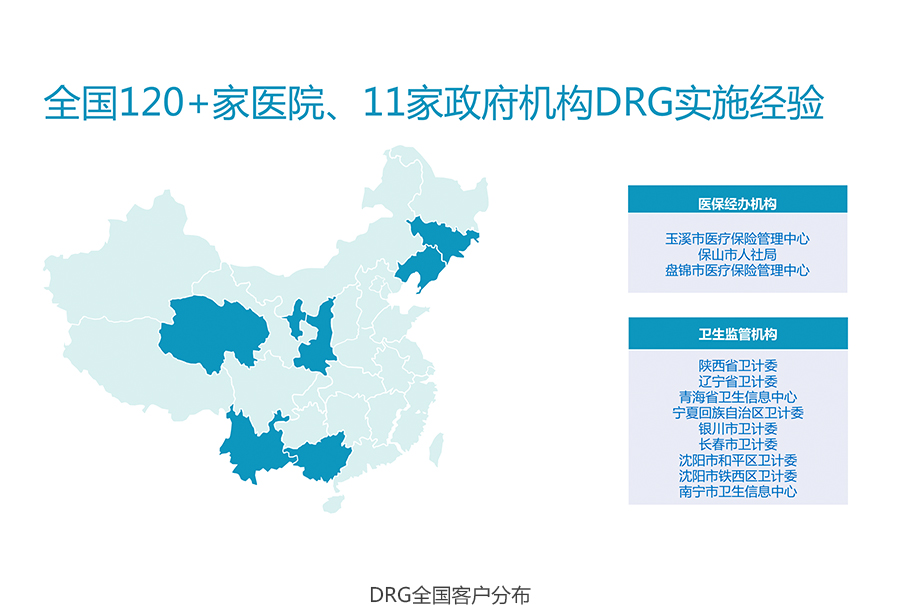 全国120+家医院、11家政府机构DRG实施经验
医保经办机构
玉溪市医疗保险管理中心
保山市人社局
盘锦市医疗保险管理中心
卫生监管机构
陕西省卫计委
辽宁省卫计委
青海省卫生信息中心
宁夏回族自治区卫计委
银川市卫计委
长春市卫计委
沈阳市和平区卫计委
沈阳市铁西区卫计委
南宁市卫生信息中心
DRG全国客户分布